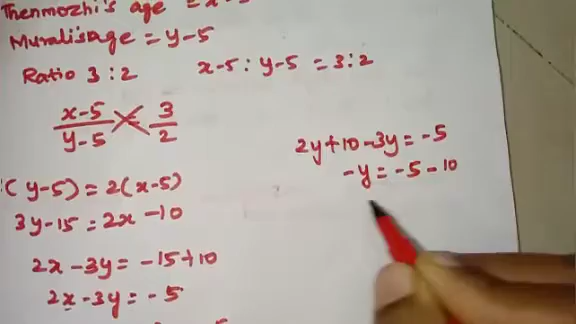 Thenmozhi's age = x-5
Murali's age = y-5
Ratio 3:2 x-5 : y-5 = 3:2
x-5/y-5 = 3/2
(y-5) = 2(x-5)
3y-15 = 2x-10
2x-3y = -15+10
2x-3y = -5
2y+10-3y = -5
-y = -5-10